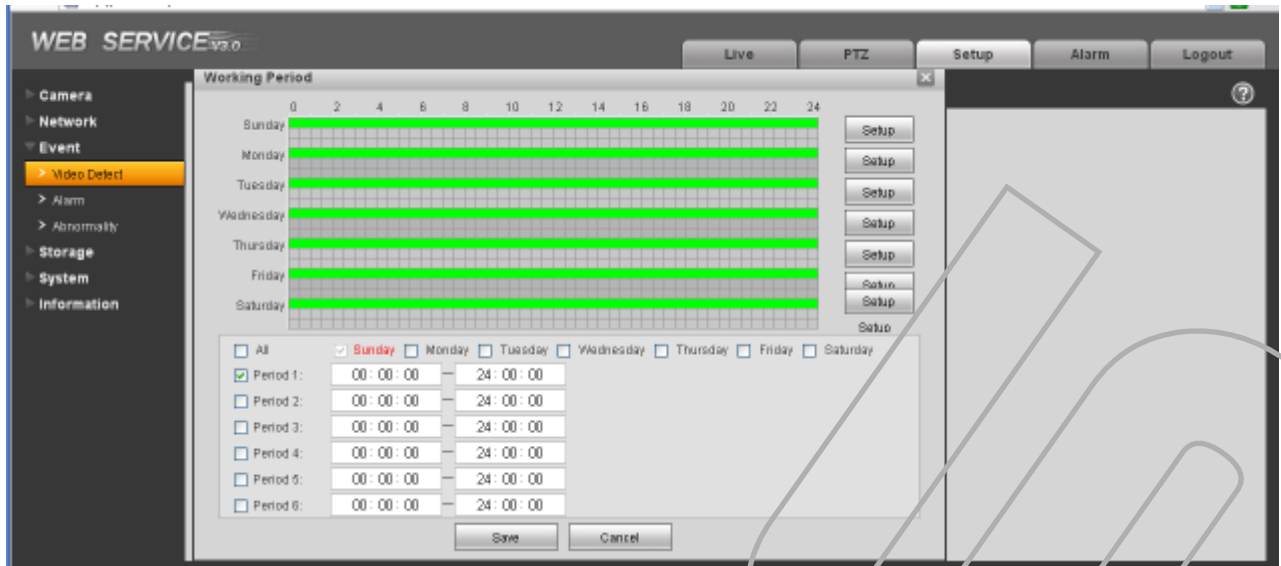 WEB SERVICE V3.0
Live PTZ Setup Alarm Logout
Camera
Network
Event
> Video Detect
> Alarm
> Abnormality
Storage
System
Information
Working Period
0 2 4 6 8 10 12 14 16 18 20 22 24
Sunday Setup
Monday Setup
Tuesday Setup
Wednesday Setup
Thursday Setup
Friday Setup
Saturday Setup
Setup
All Sunday Monday Tuesday Wednesday Thursday Friday Saturday
Period 1: 00:00:00 — 24:00:00
Period 2: 00:00:00 — 24:00:00
Period 3: 00:00:00 — 24:00:00
Period 4: 00:00:00 — 24:00:00
Period 5: 00:00:00 — 24:00:00
Period 6: 00:00:00 — 24:00:00
Save Cancel